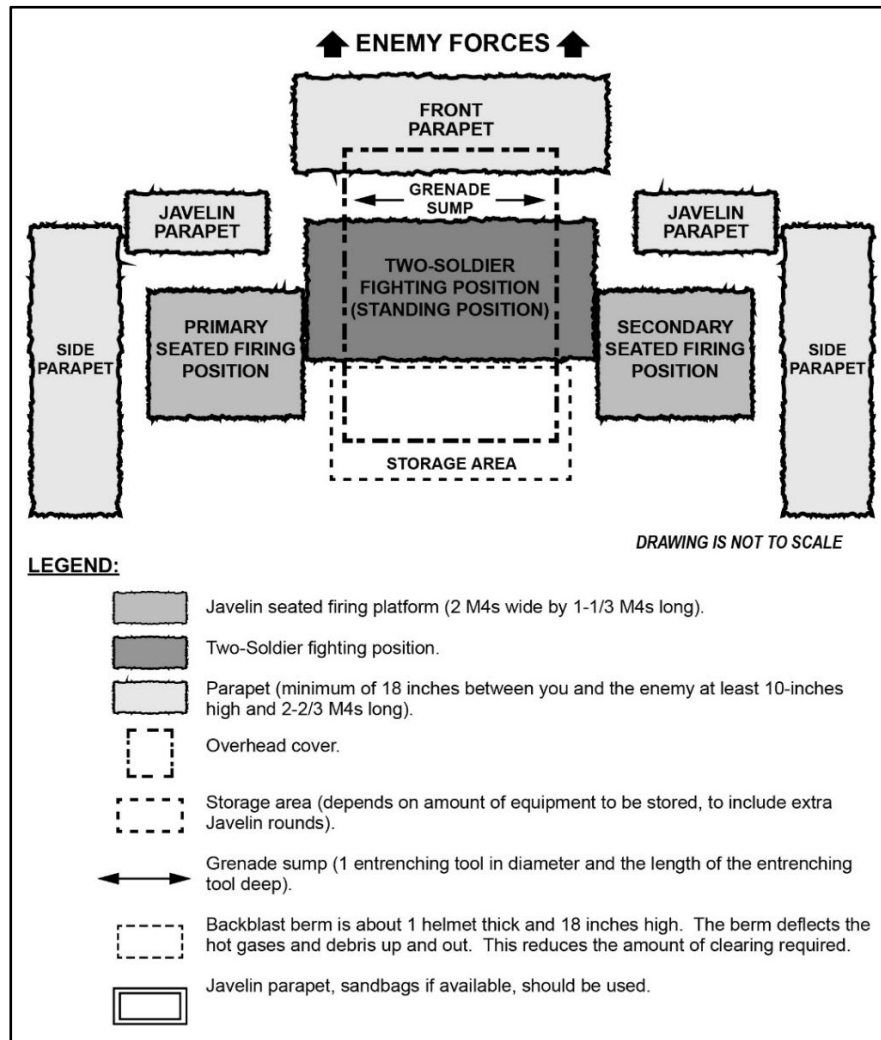 ENEMY FORCES
FRONT
PARAPET
GRENADE
SUMP
JAVELIN
PARAPET
JAVELIN
PARAPET
TWO-SOLDIER
FIGHTING POSITION
(STANDING POSITION)
PRIMARY
SEATED FIRING
POSITION
SECONDARY
SEATED FIRING
POSITION
SIDE
PARAPET
SIDE
PARAPET
STORAGE AREA
DRAWING IS NOT TO SCALE
LEGEND:
Javelin seated firing platform (2 M4s wide by 1-1/3 M4s long).
Two-Soldier fighting position.
Parapet (minimum of 18 inches between you and the enemy at least 10-inches
high and 2-2/3 M4s long).
Overhead cover.
Storage area (depends on amount of equipment to be stored, to include extra
Javelin rounds).
Grenade sump (1 entrenching tool in diameter and the length of the entrenching
tool deep).
Backblast berm is about 1 helmet thick and 18 inches high.  The berm deflects the
hot gases and debris up and out.  This reduces the amount of clearing required.
Javelin parapet, sandbags if available, should be used.